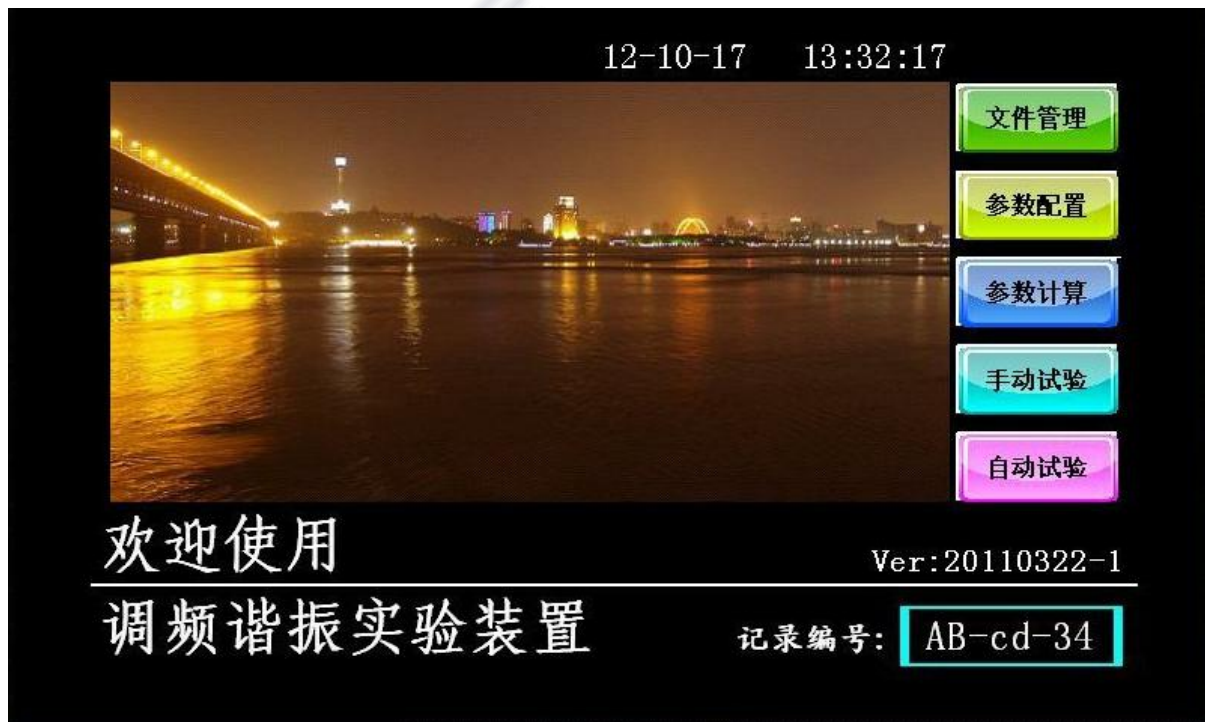 12-10-17 13:32:17
文件管理
参数配置
参数计算
手动试验
自动试验
欢迎使用
Ver:20110322-1
调频谐振实验装置
记录编号: AB-cd-34